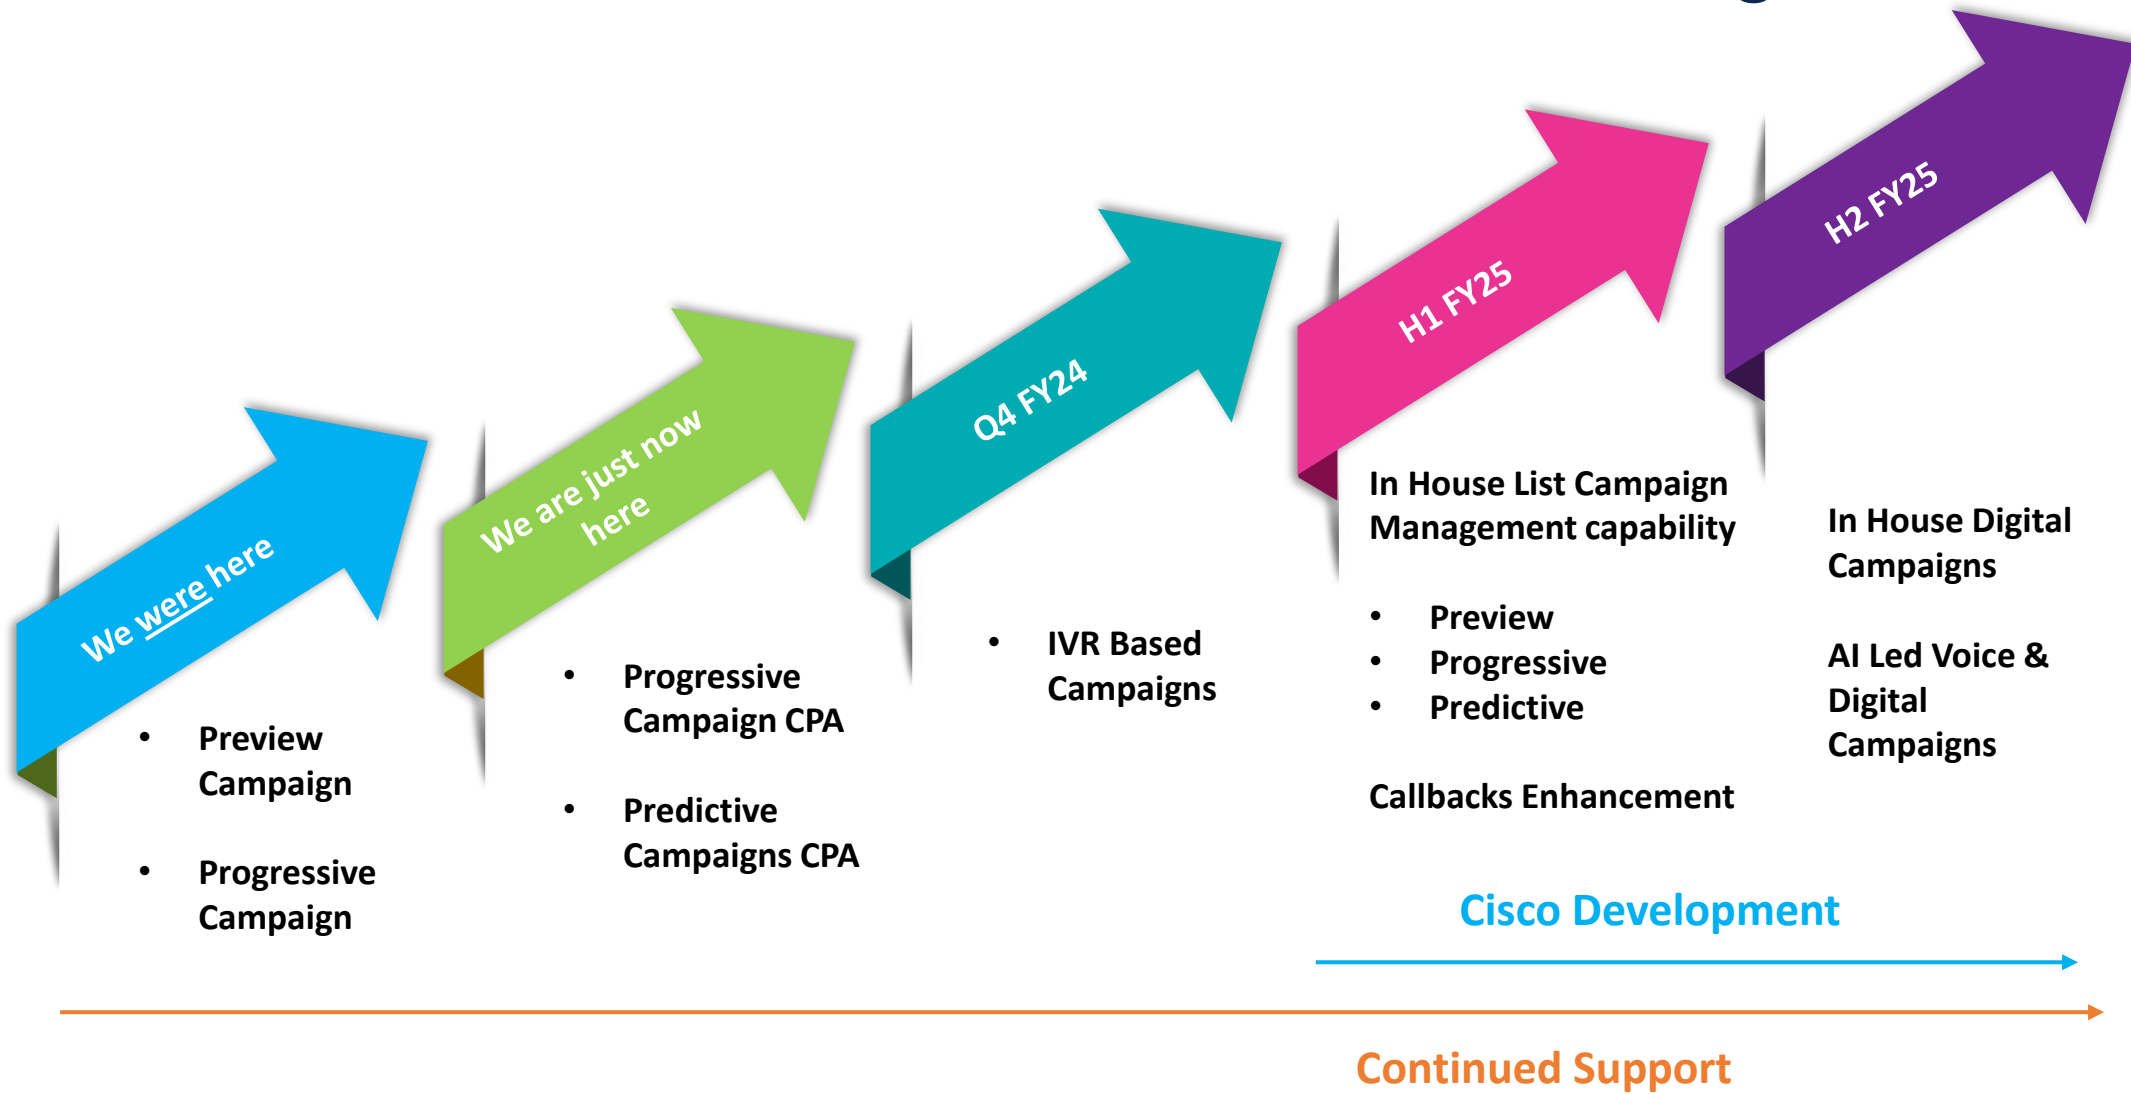 We were here
• Preview
Campaign
• Progressive
Campaign
We are just now
here
• Progressive
Campaign CPA
• Predictive
Campaigns CPA
Q4 FY24
• IVR Based
Campaigns
H1 FY25
In House List Campaign
Management capability
• Preview
• Progressive
• Predictive
Callbacks Enhancement
H2 FY25
In House Digital
Campaigns
AI Led Voice &
Digital
Campaigns
Cisco Development
Continued Support